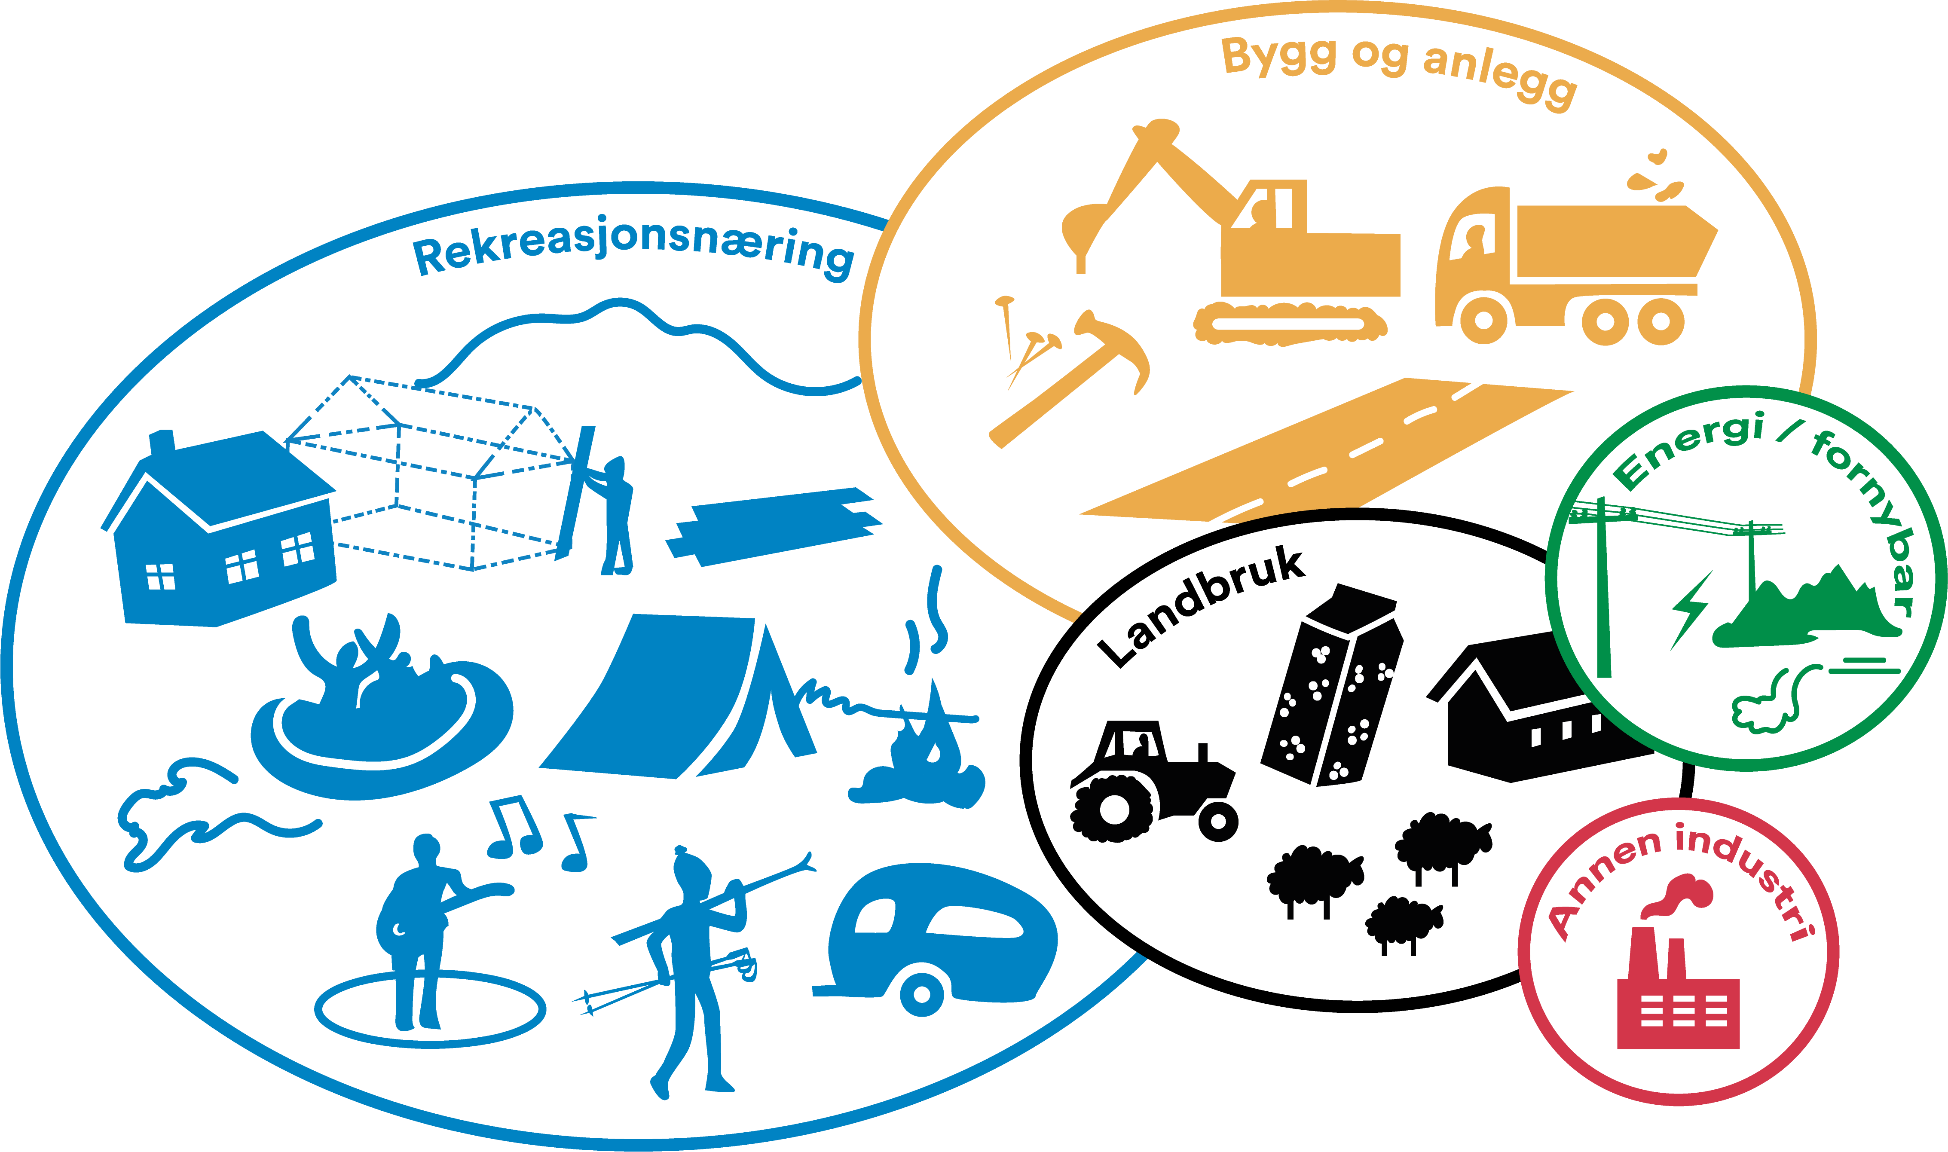 Bygg og anlegg
Rekreasjonsnæring
Energi / fornybar
Landbruk
Annen industri